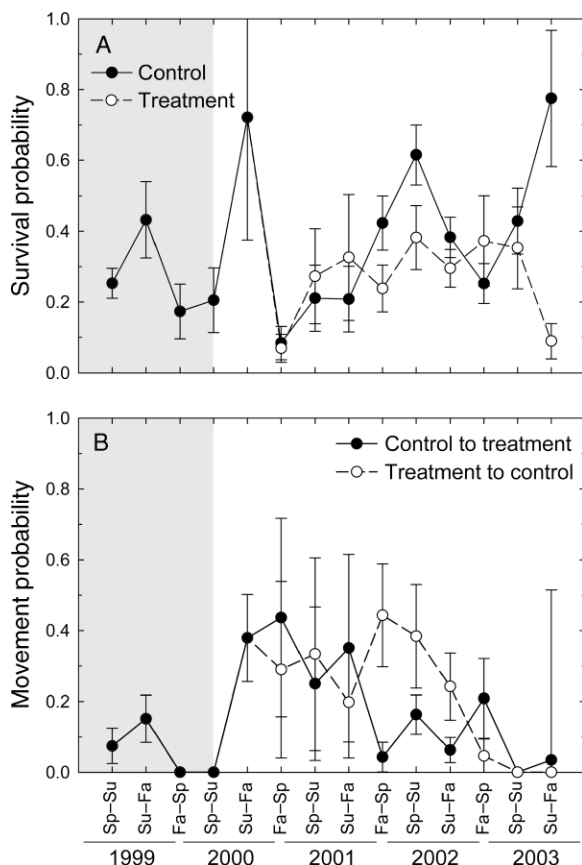 A
Control
Treatment
1.0
0.8
0.6
0.4
0.2
0.0
Survival probability
B
Control to treatment
Treatment to control
1.0
0.8
0.6
0.4
0.2
0.0
Movement probability
Sp–Su
Su–Fa
Fa–Sp
Sp–Su
Su–Fa
Fa–Sp
Sp–Su
Su–Fa
Fa–Sp
Sp–Su
Su–Fa
Fa–Sp
Sp–Su
Su–Fa
1999 2000 2001 2002 2003